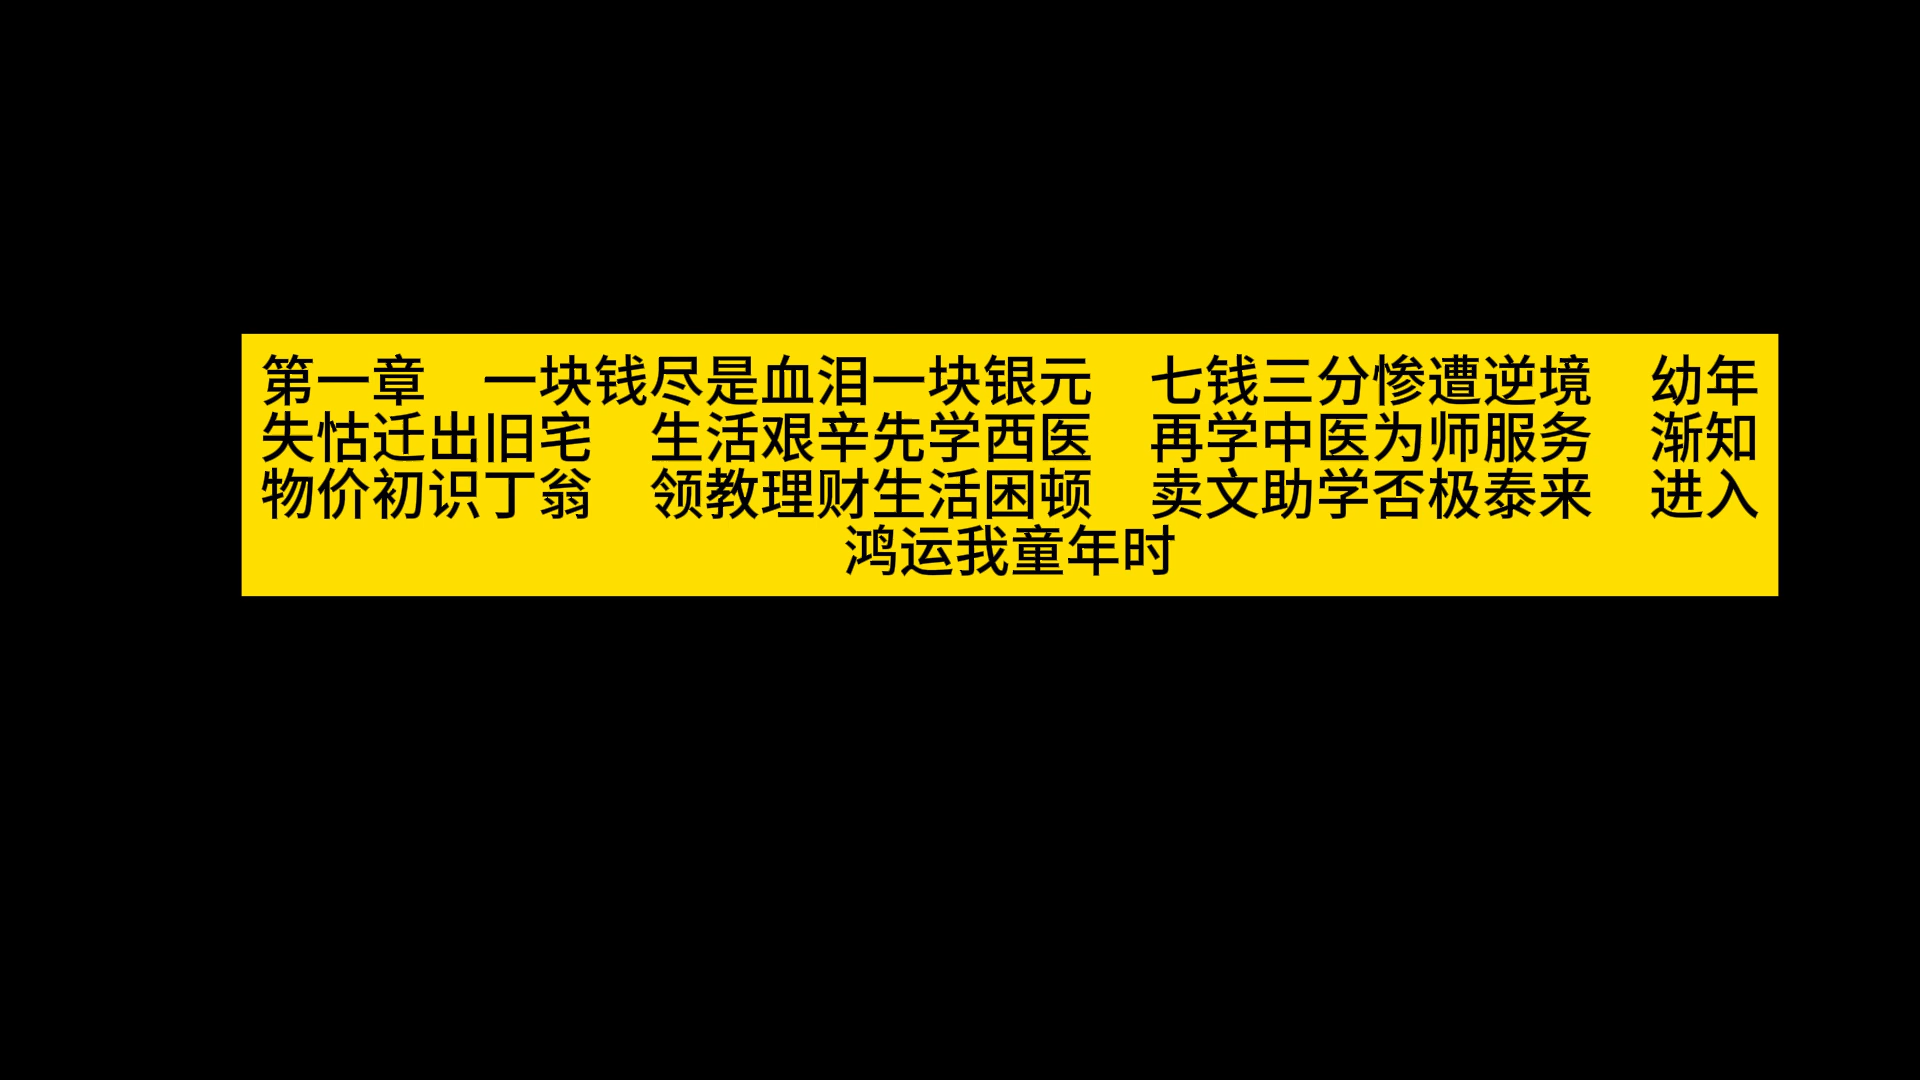 第一章　一块钱尽是血泪一块银元　七钱三分惨遭逆境　幼年
失怙迁出旧宅　生活艰辛先学西医　再学中医为师服务　渐知
物价初识丁翁　领教理财生活困顿　卖文助学否极泰来　进入
鸿运我童年时